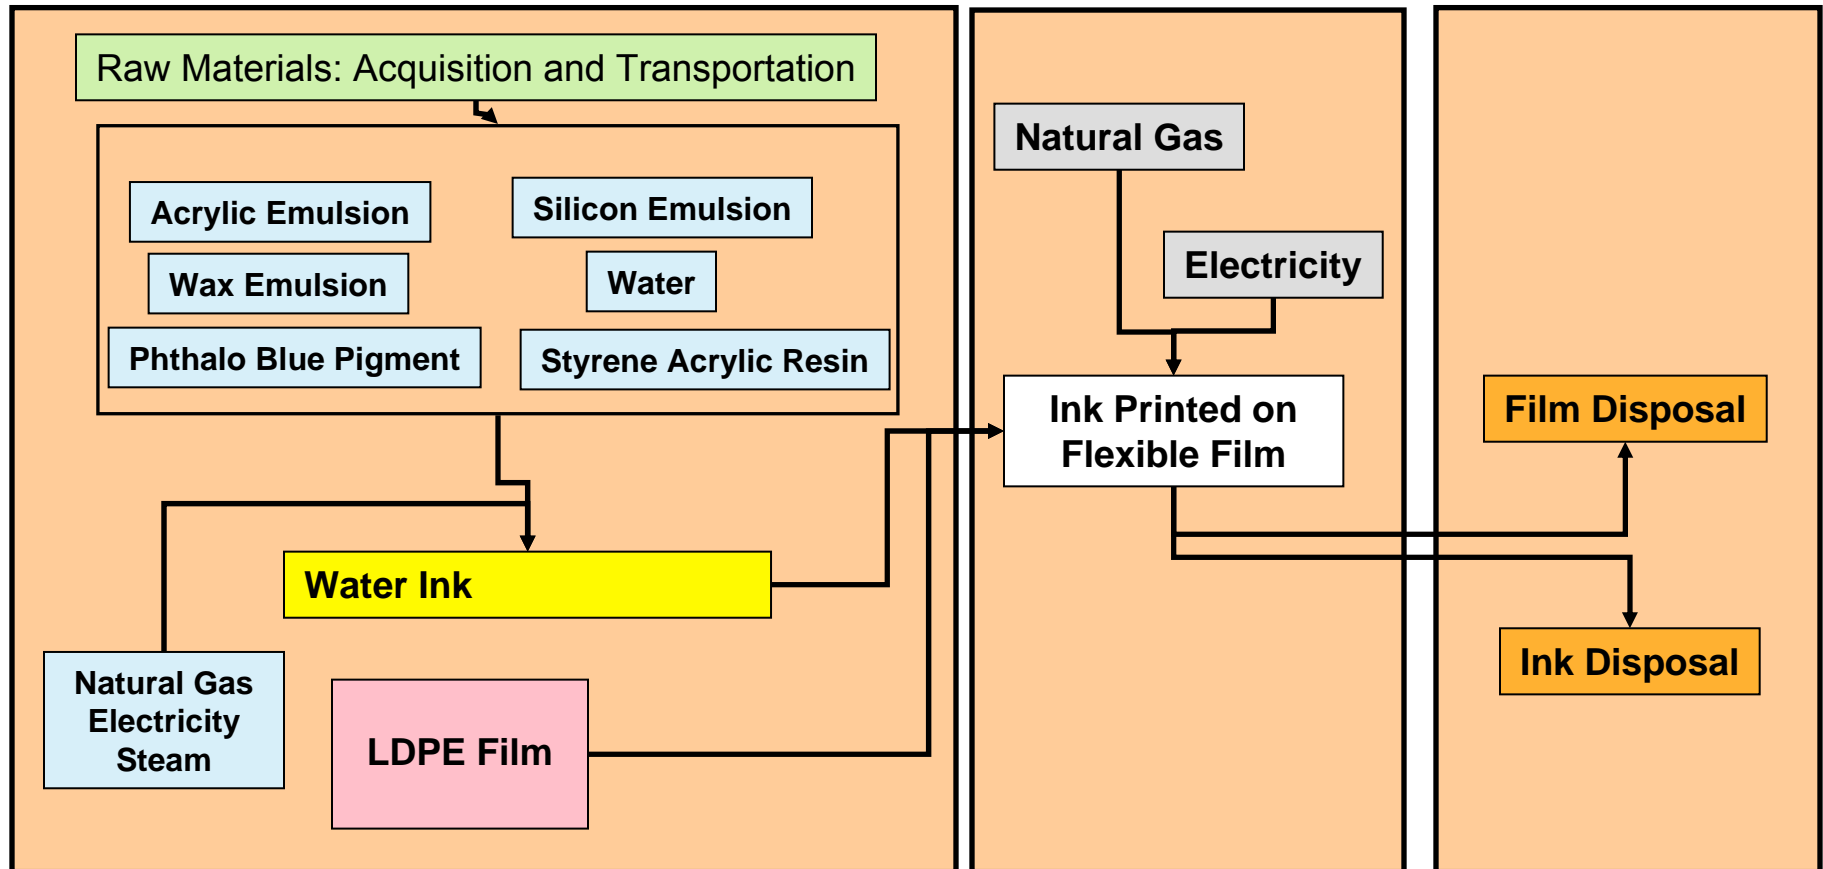 Raw Materials: Acquisition and Transportation
Acrylic Emulsion
Silicon Emulsion
Wax Emulsion
Water
Phthalo Blue Pigment
Styrene Acrylic Resin
Water Ink
Natural Gas
Electricity
Steam
LDPE Film
Natural Gas
Electricity
Ink Printed on
Flexible Film
Film Disposal
Ink Disposal